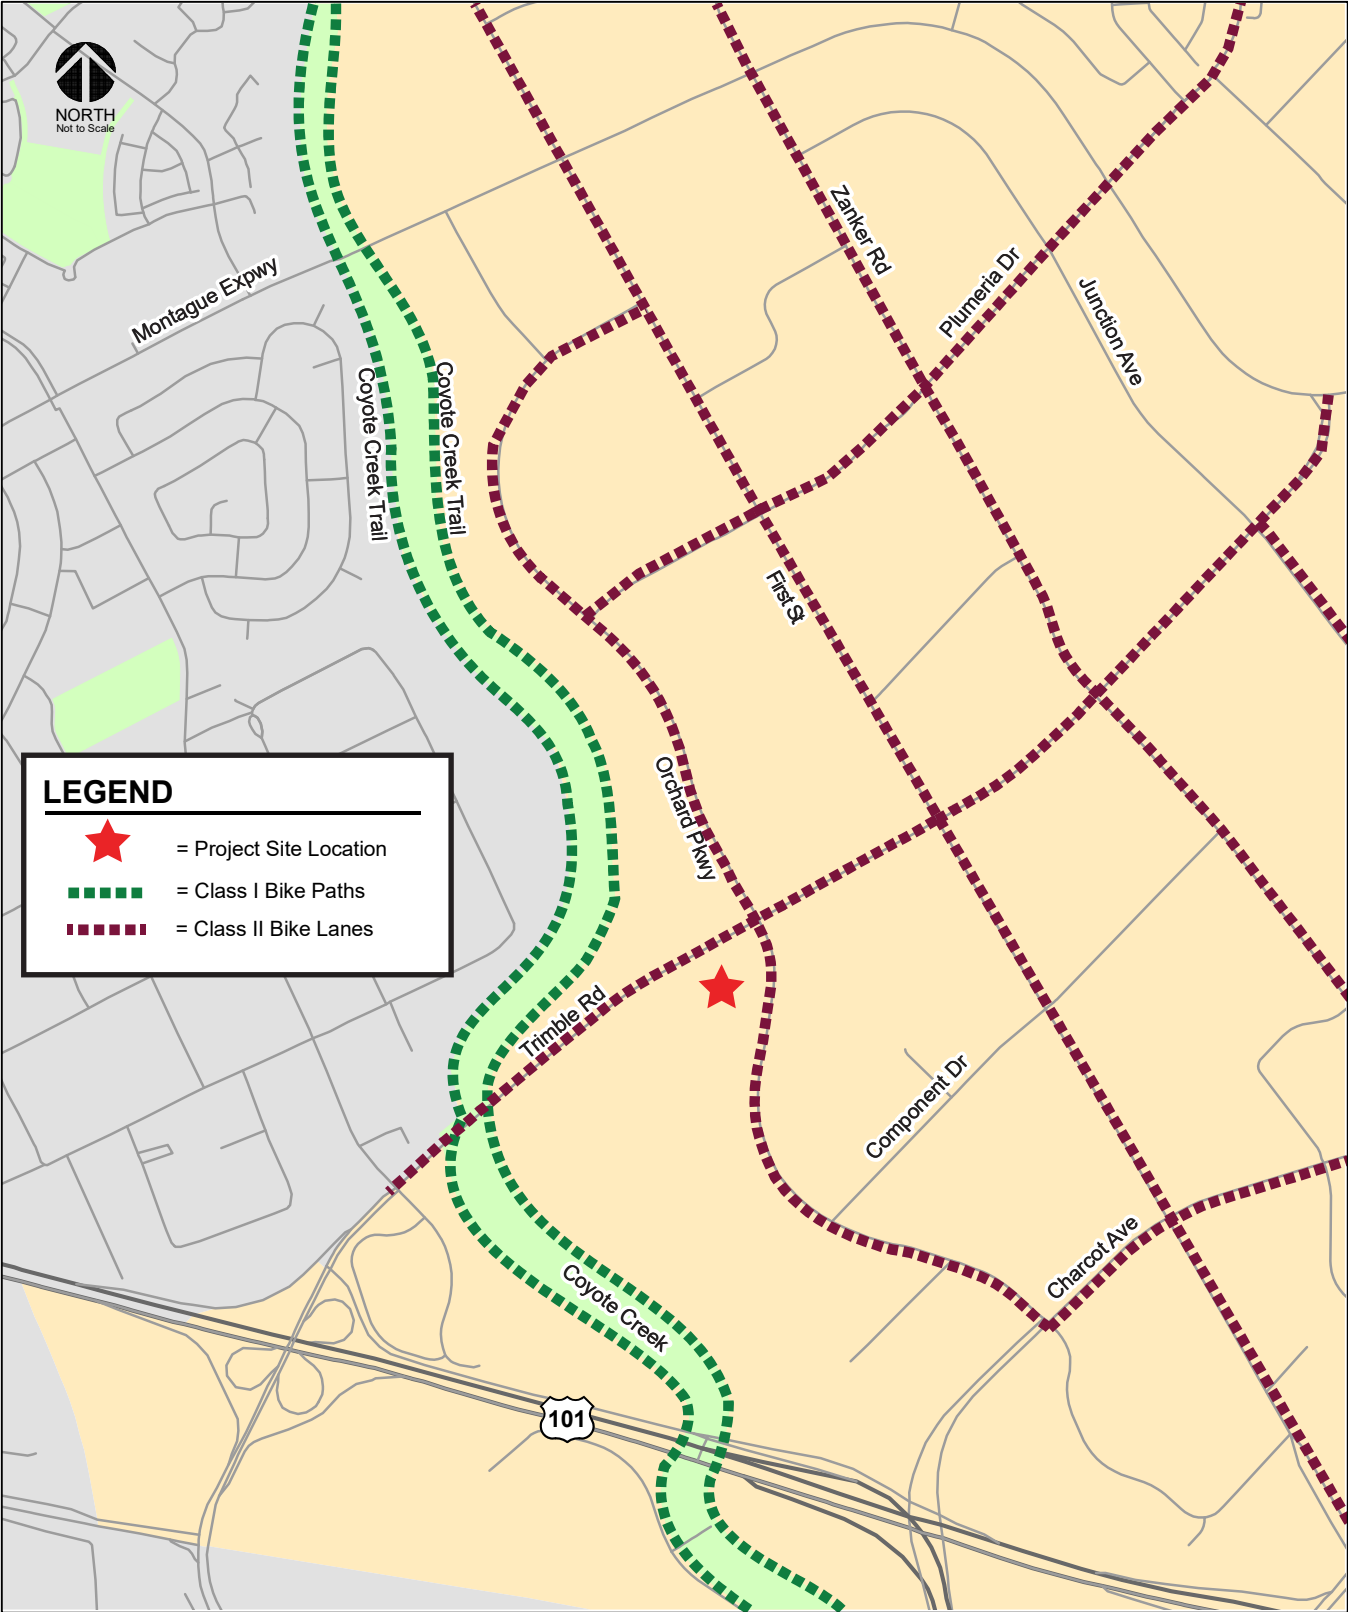 NORTH
Not to Scale
Zanker Rd
Plumeria Dr
Montague Expwy
Junction Ave
Coyote Creek Trail
Coyote Creek Trail
First St
Orchard Pkwy
LEGEND
= Project Site Location
= Class I Bike Paths
= Class II Bike Lanes
Trimble Rd
Component Dr
Charcot Ave
Coyote Creek
101